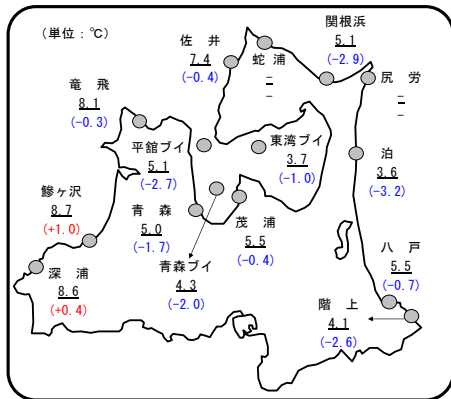 (単位：℃)
佐井
7.4
(-0.4)
蛇浦
-
-
関根浜
5.1
(-2.9)
尻労
-
-
竜飛
8.1
(-0.3)
平舘ブイ
5.1
(-2.7)
東湾ブイ
3.7
(-1.0)
泊
3.6
(-3.2)
鰺ヶ沢
8.7
(+1.0)
青森
5.0
(-1.7)
茂浦
5.5
(-0.4)
青森ブイ
4.3
(-2.0)
深浦
8.6
(+0.4)
八戸
5.5
(-0.7)
階上
4.1
(-2.6)